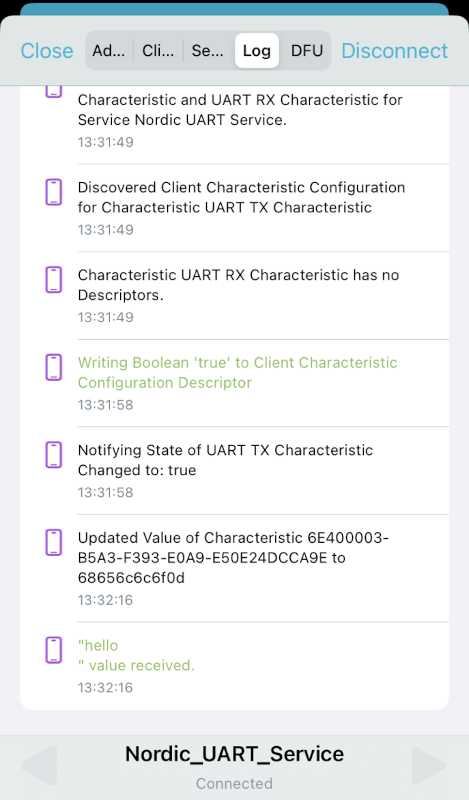 Close
Ad...
Cli...
Se...
Log
DFU
Disconnect
Characteristic and UART RX Characteristic for
Service Nordic UART Service.
13:31:49
Discovered Client Characteristic Configuration
for Characteristic UART TX Characteristic
13:31:49
Characteristic UART RX Characteristic has no
Descriptors.
13:31:49
Writing Boolean 'true' to Client Characteristic
Configuration Descriptor
13:31:58
Notifying State of UART TX Characteristic
Changed to: true
13:31:58
Updated Value of Characteristic 6E400003-
B5A3-F393-E0A9-E50E24DCCA9E to
68656c6c6f0d
13:32:16
"hello
" value received.
13:32:16
Nordic_UART_Service
Connected